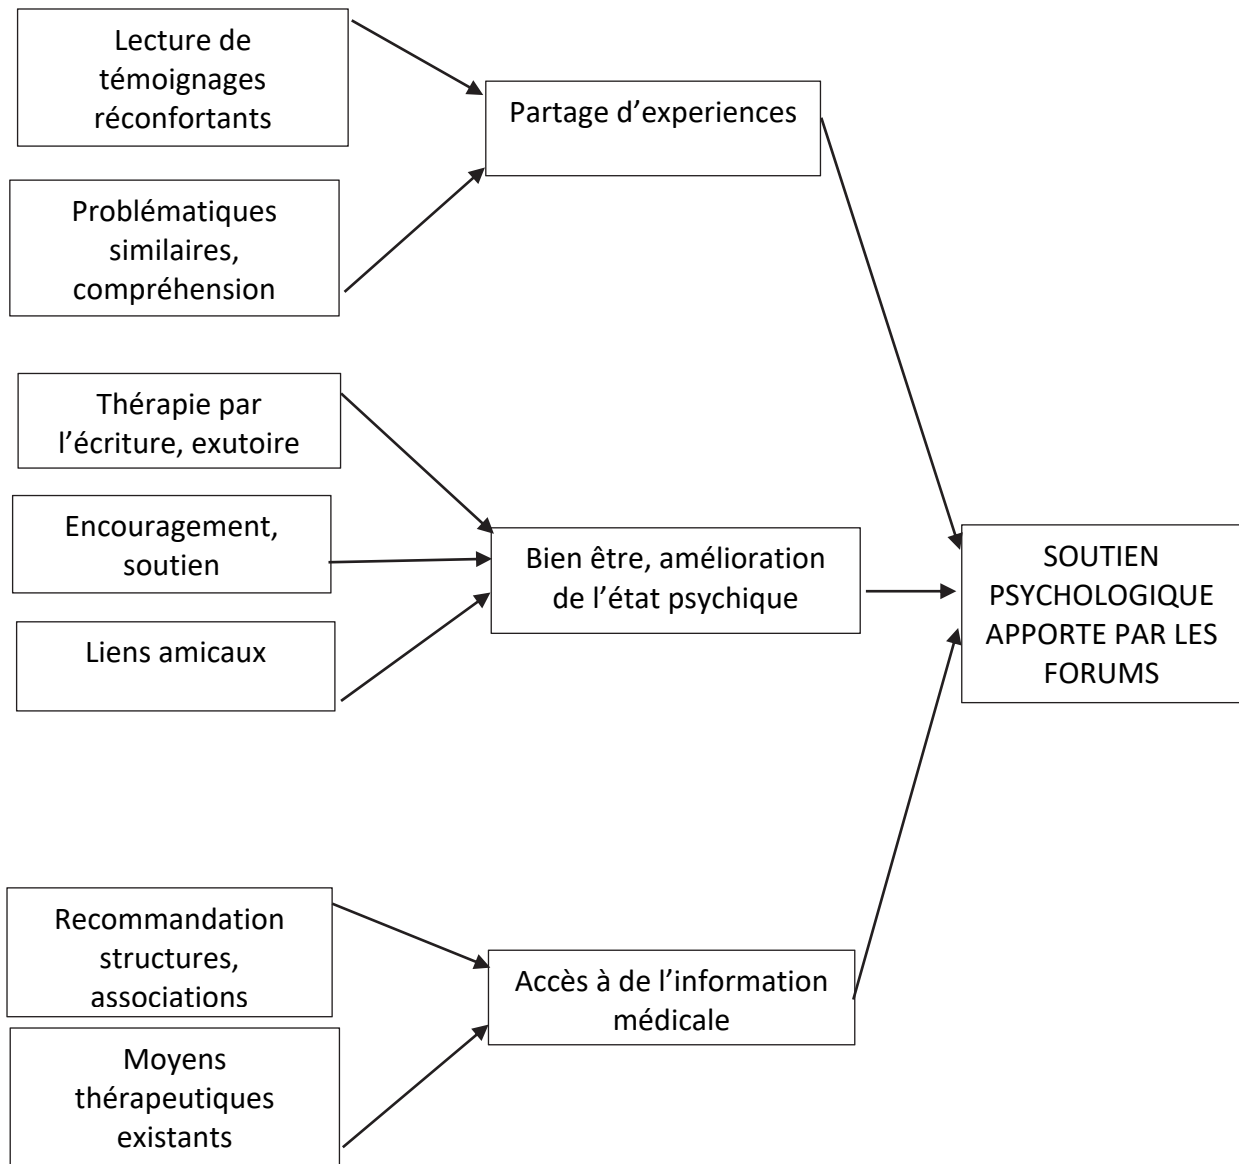 Lecture de
témoignages
réconfortants
Partage d’experiences
Problématiques
similaires,
compréhension
Thérapie par
l’écriture, exutoire
Encouragement,
soutien
Liens amicaux
Bien être, amélioration
de l’état psychique
SOUTIEN
PSYCHOLOGIQUE
APPORTE PAR LES
FORUMS
Recommandation
structures,
associations
Moyens
thérapeutiques
existants
Accès à de l’information
médicale